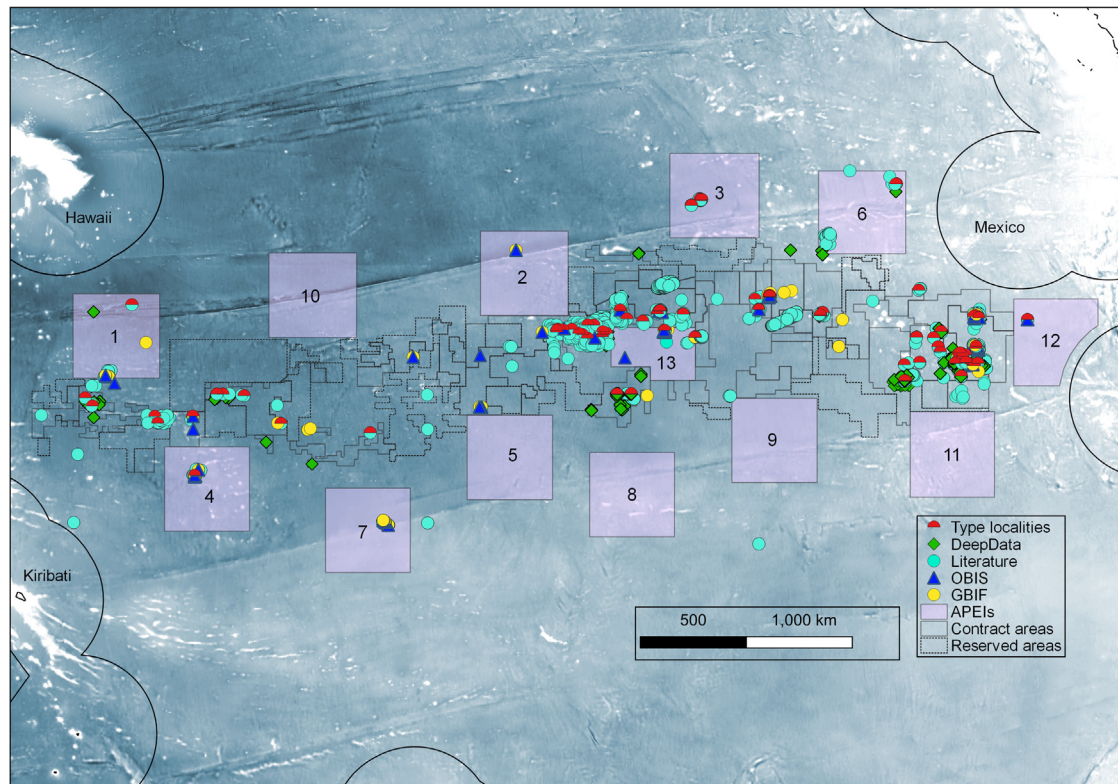 3
6
Hawaii
Mexico
2
10
1
12
13
9
5
11
4
8
7
Type localities
DeepData
Literature
OBIS
GBIF
APEIs
Contract areas
Reserved areas
Kiribati
500 1,000 km